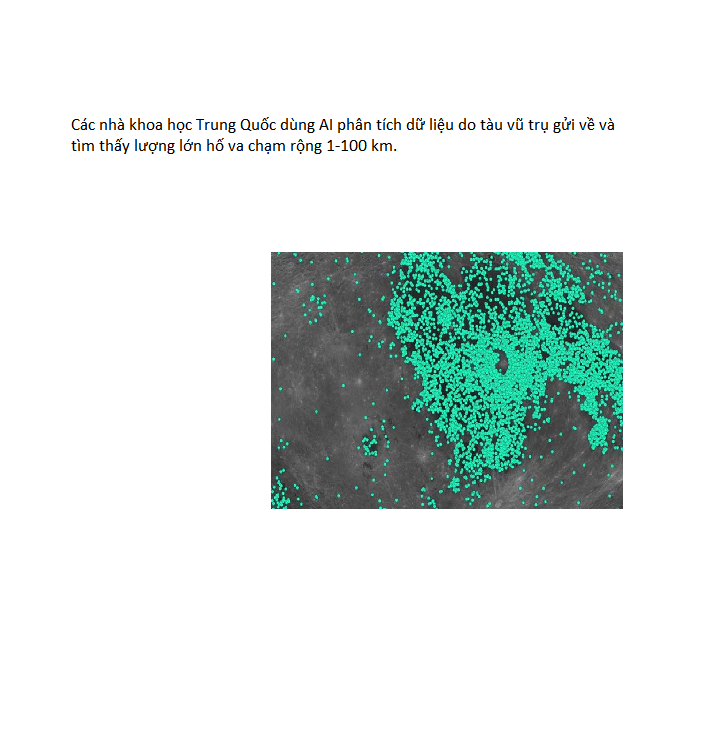 Các nhà khoa học Trung Quốc dùng AI phân tích dữ liệu do tàu vũ trụ gửi về và
tìm thấy lượng lớn hố va chạm rộng 1-100 km.